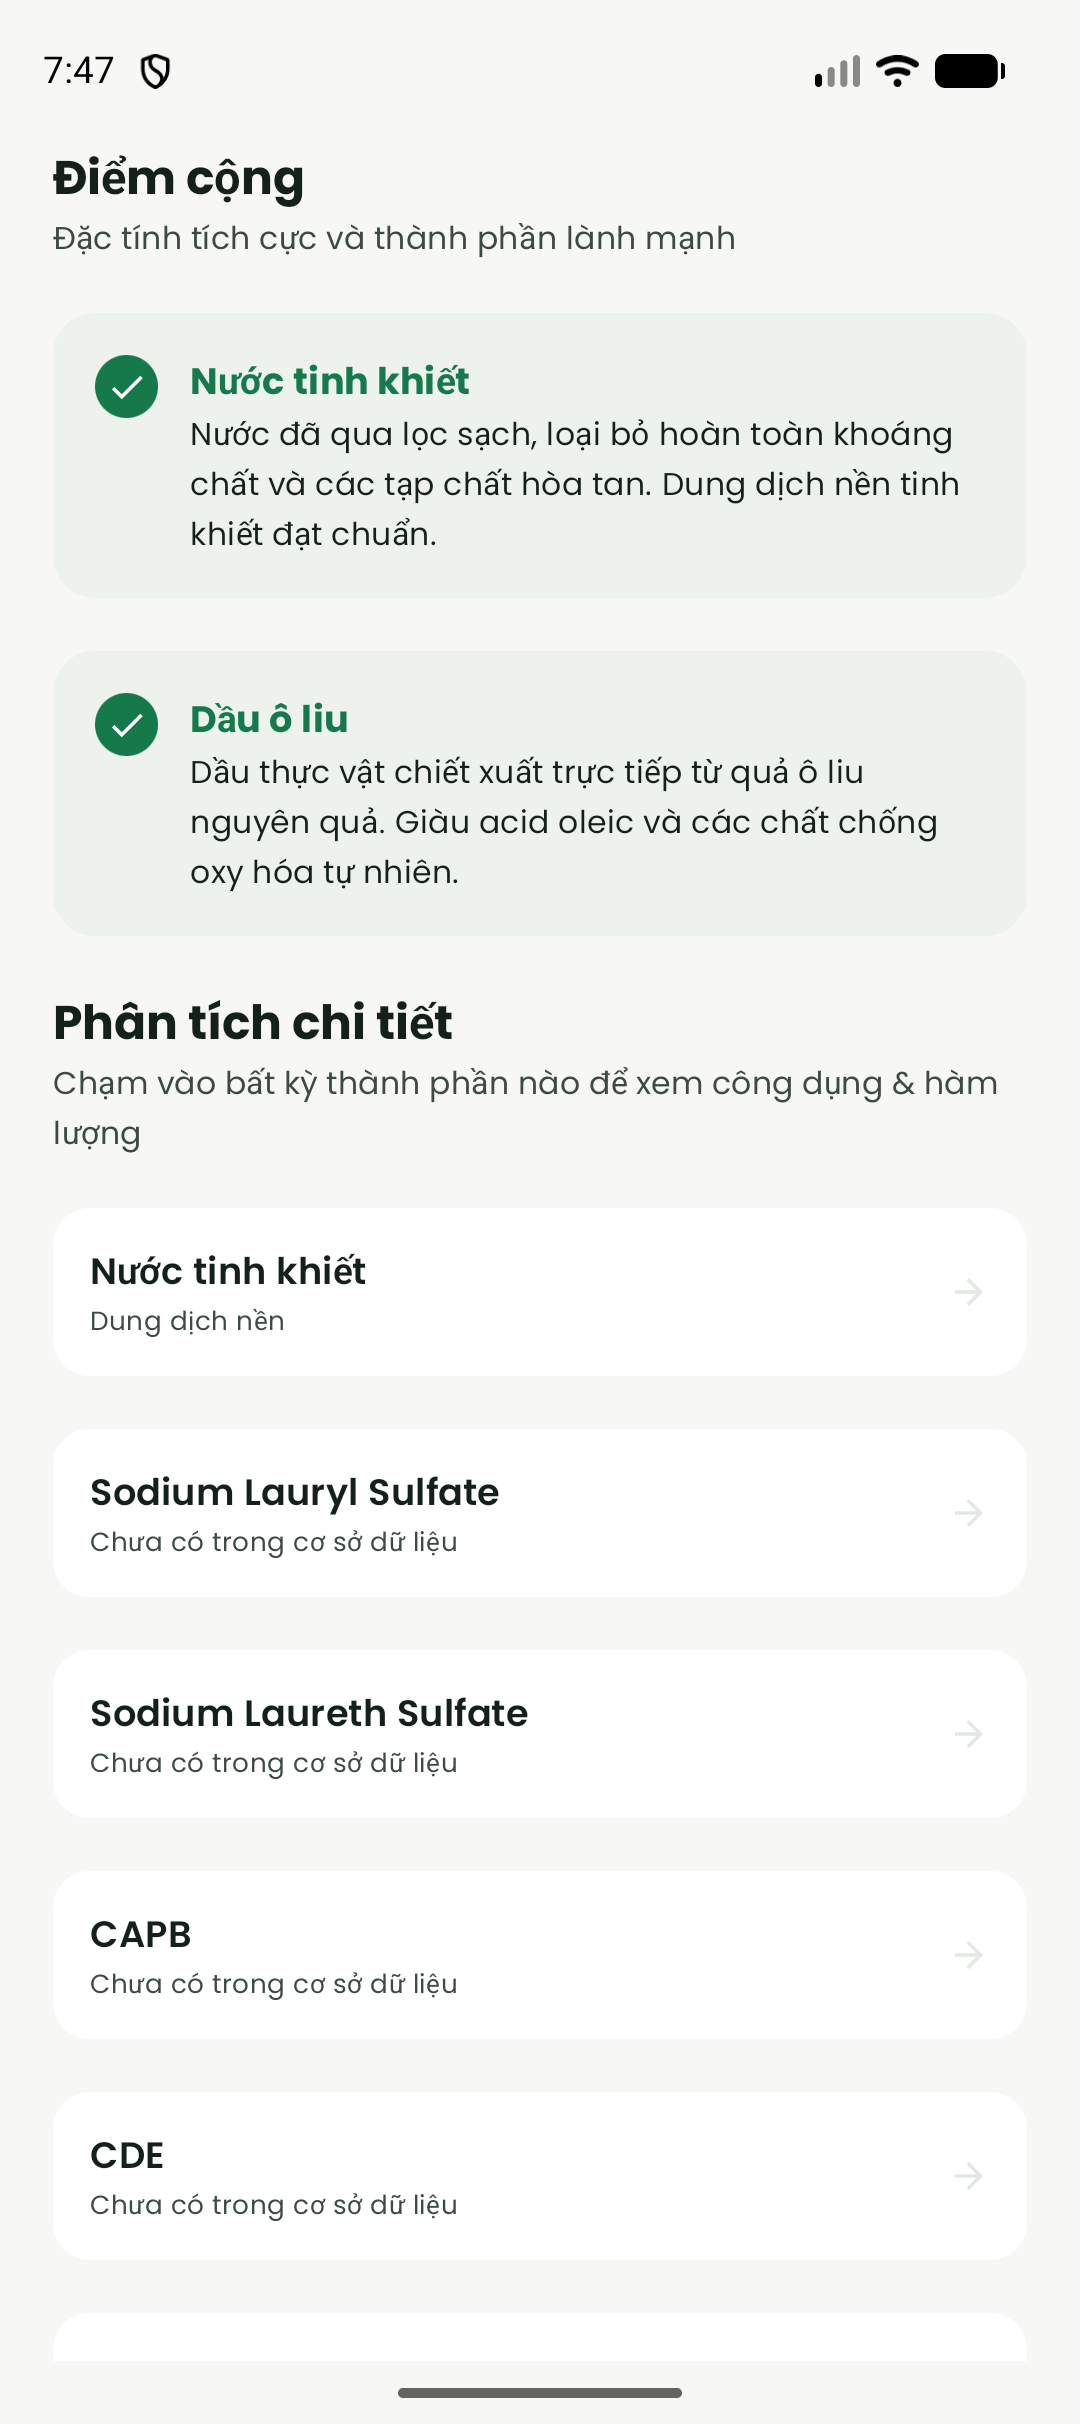 7:47
Điểm cộng
Đặc tính tích cực và thành phần lành mạnh
Nước tinh khiết
Nước đã qua lọc sạch, loại bỏ hoàn toàn khoáng
chất và các tạp chất hòa tan. Dung dịch nền tinh
khiết đạt chuẩn.
Dầu ô liu
Dầu thực vật chiết xuất trực tiếp từ quả ô liu
nguyên quả. Giàu acid oleic và các chất chống
oxy hóa tự nhiên.
Phân tích chi tiết
Chạm vào bất kỳ thành phần nào để xem công dụng & hàm
lượng
Nước tinh khiết
Dung dịch nền
Sodium Lauryl Sulfate
Chưa có trong cơ sở dữ liệu
Sodium Laureth Sulfate
Chưa có trong cơ sở dữ liệu
CAPB
Chưa có trong cơ sở dữ liệu
CDE
Chưa có trong cơ sở dữ liệu